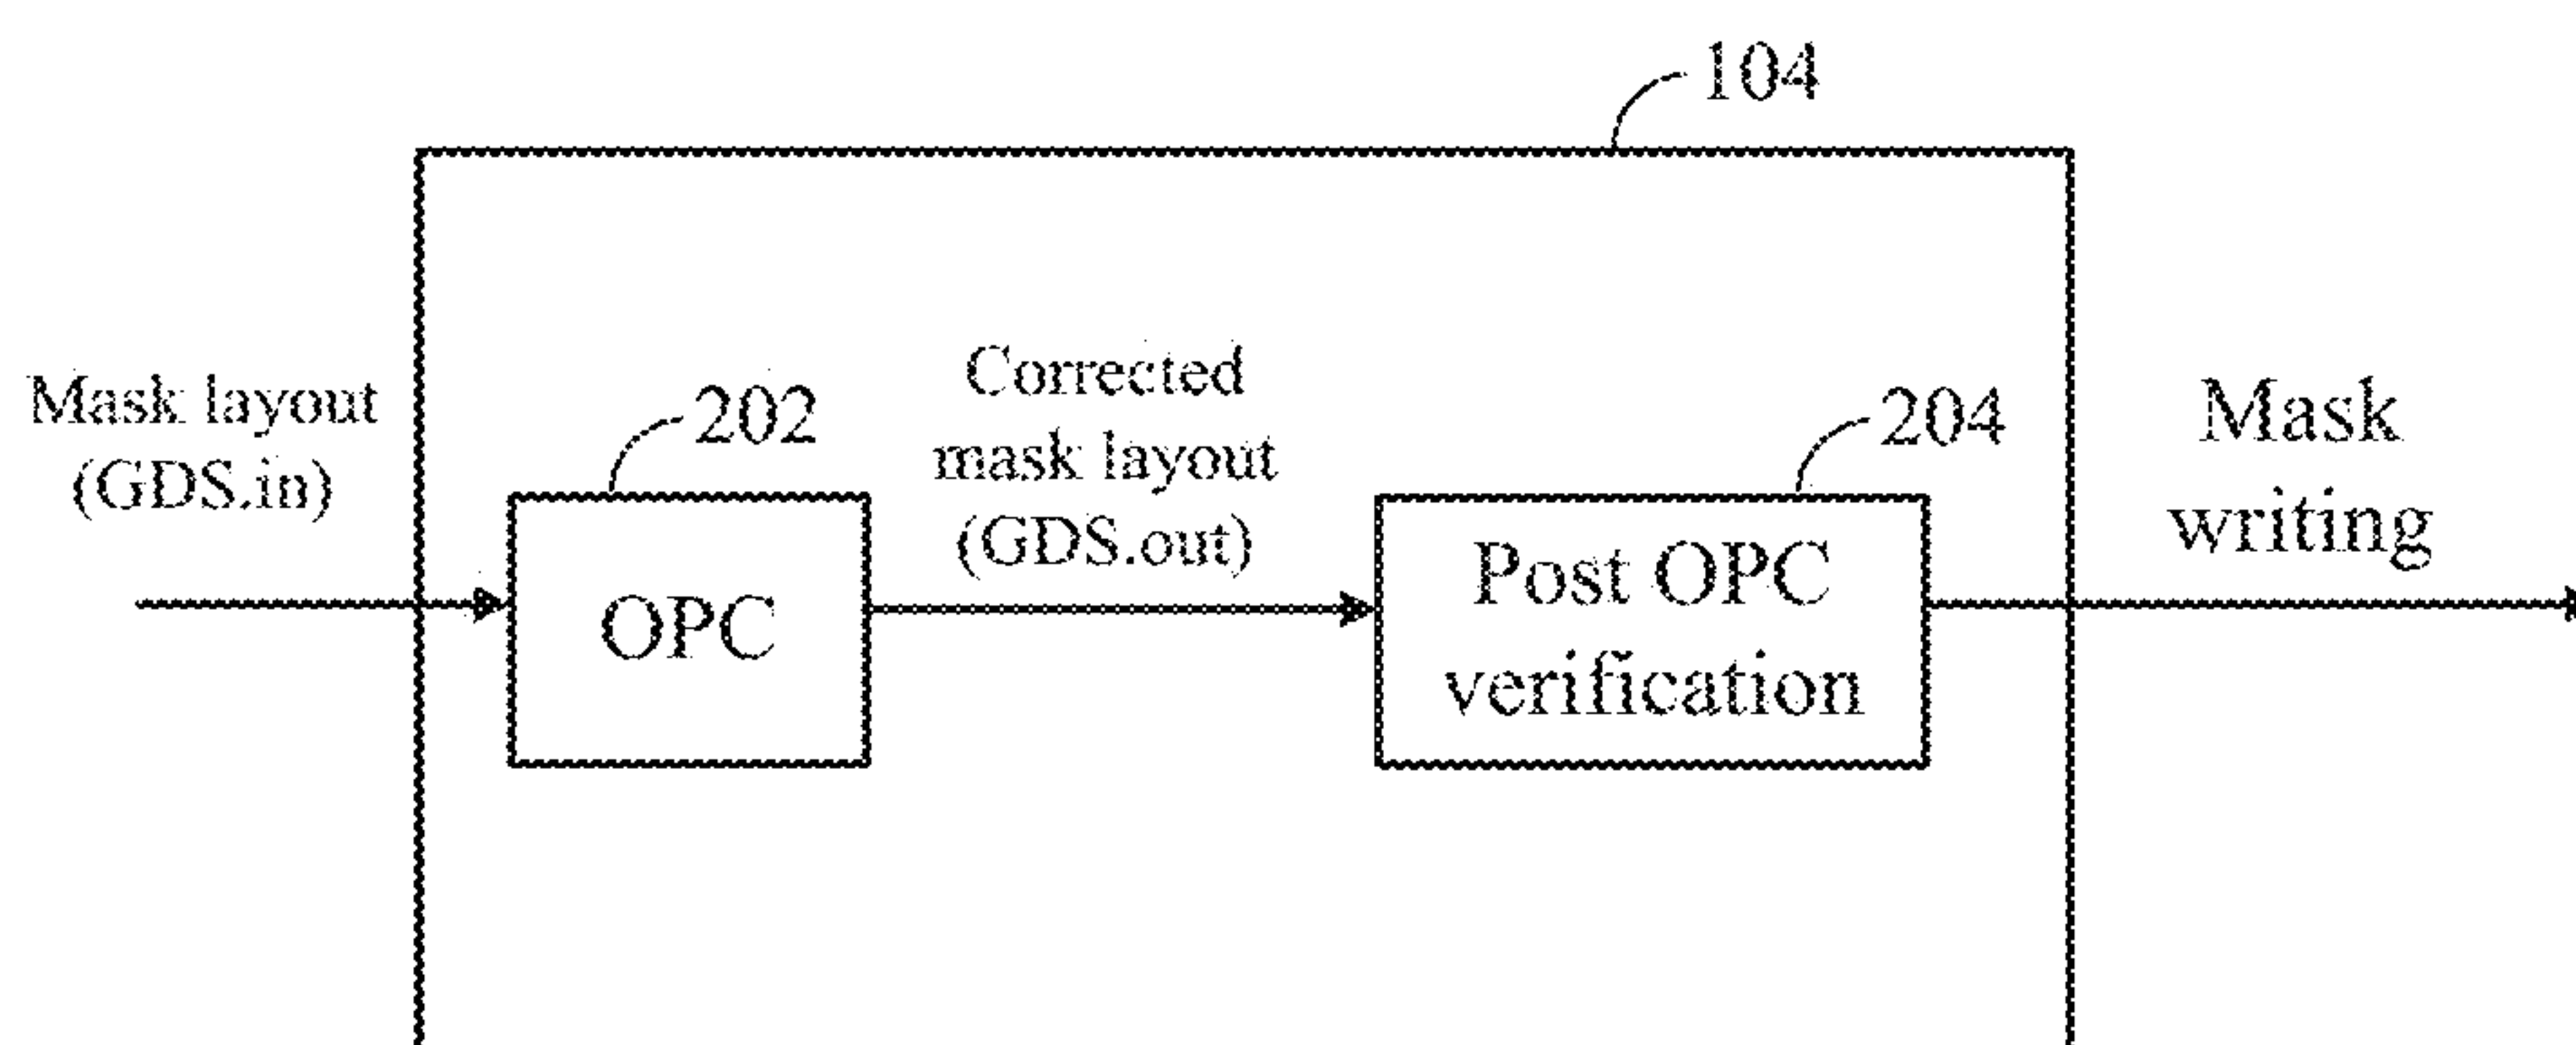 104
Mask layout
(GDS.in)
202
Corrected
mask layout
(GDS.out)
204
Mask
writing
OPC
Post OPC
verification